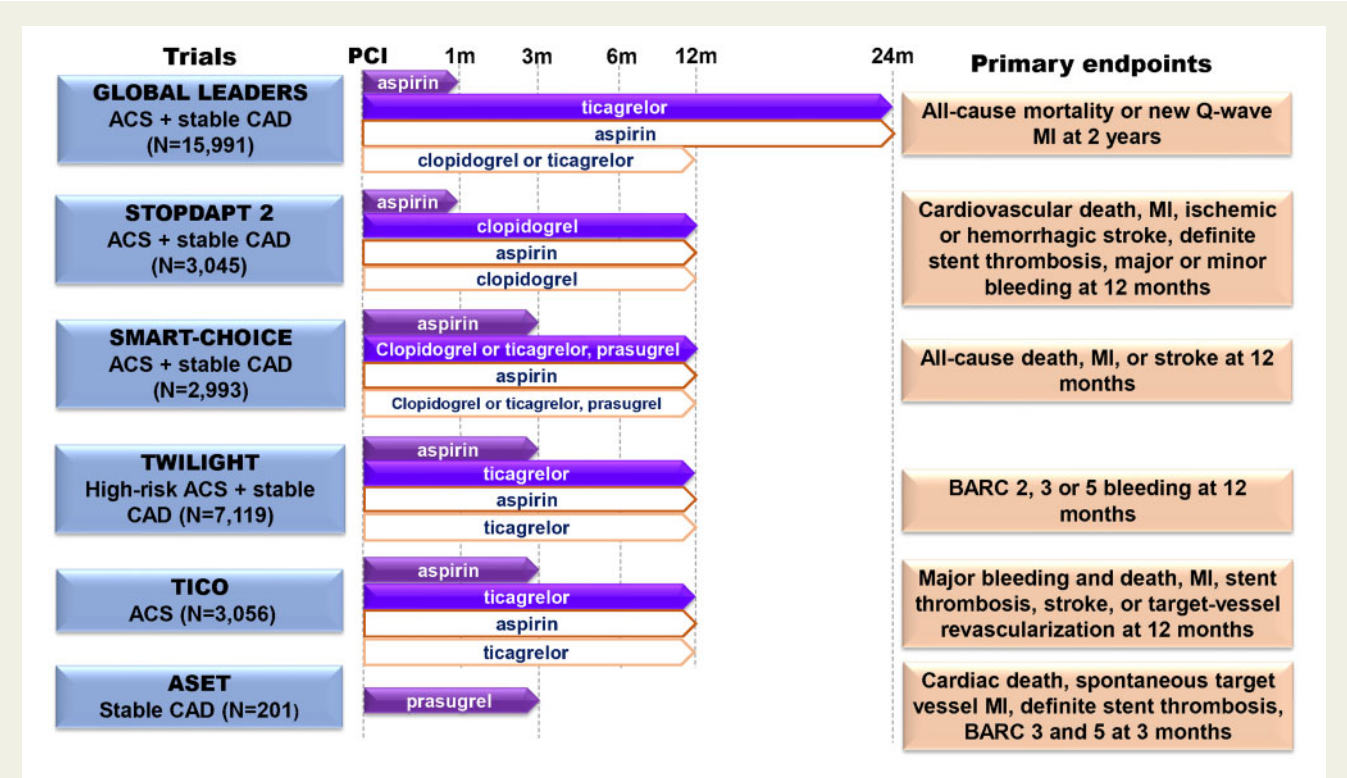 Trials
PCI 1m 3m 6m 12m 24m
Primary endpoints
GLOBAL LEADERS
ACS + stable CAD
(N=15,991)
aspirin
ticagrelor
aspirin
clopidogrel or ticagrelor
All-cause mortality or new Q-wave
MI at 2 years
STOPDAPT 2
ACS + stable CAD
(N=3,045)
aspirin
clopidogrel
aspirin
clopidogrel
Cardiovascular death, MI, ischemic
or hemorrhagic stroke, definite
stent thrombosis, major or minor
bleeding at 12 months
SMART-CHOICE
ACS + stable CAD
(N=2,993)
aspirin
Clopidogrel or ticagrelor, prasugrel
aspirin
Clopidogrel or ticagrelor, prasugrel
All-cause death, MI, or stroke at 12
months
TWILIGHT
High-risk ACS + stable
CAD (N=7,119)
aspirin
ticagrelor
aspirin
ticagrelor
BARC 2, 3 or 5 bleeding at 12
months
TICO
ACS (N=3,056)
aspirin
ticagrelor
aspirin
ticagrelor
Major bleeding and death, MI, stent
thrombosis, stroke, or target-vessel
revascularization at 12 months
ASET
Stable CAD (N=201)
prasugrel
Cardiac death, spontaneous target
vessel MI, definite stent thrombosis,
BARC 3 and 5 at 3 months